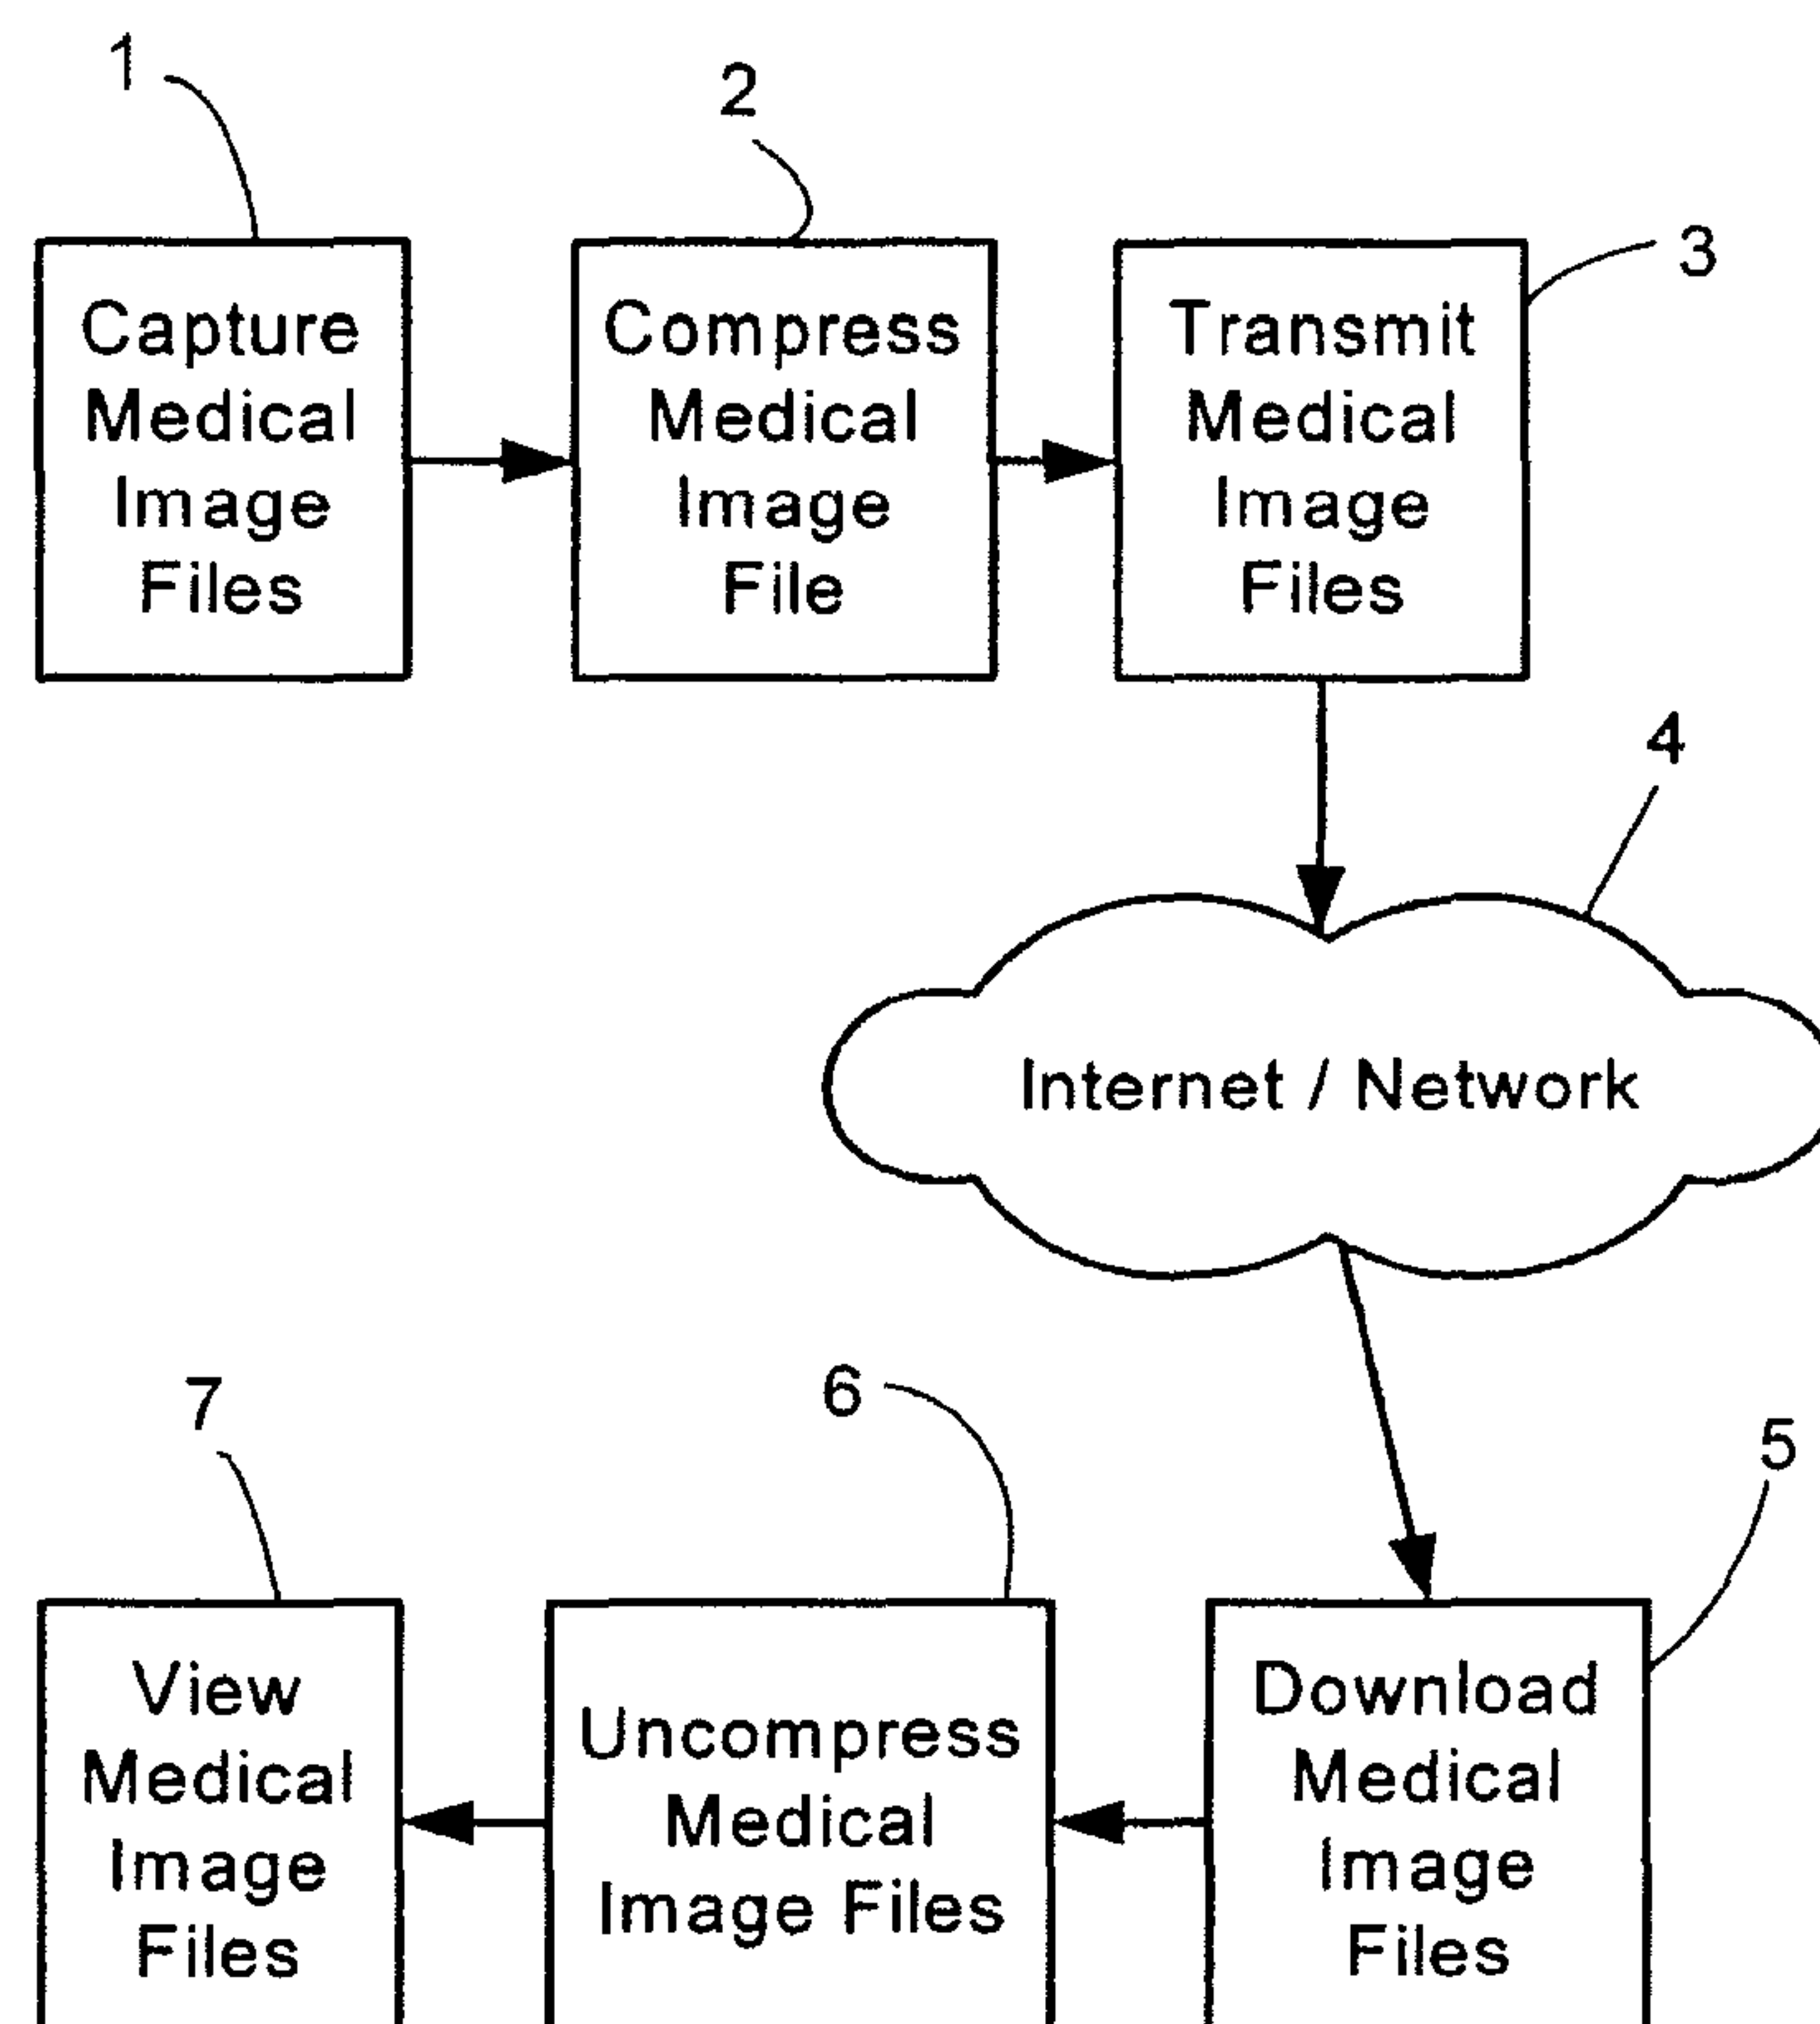 1
2
3
Capture
Medical
Image
Files
Compress
Medical
Image
File
Transmit
Medical
Image
Files
4
Internet / Network
5
6
7
Download
Medical
Image
Files
Uncompress
Medical
Image Files
View
Medical
Image
Files